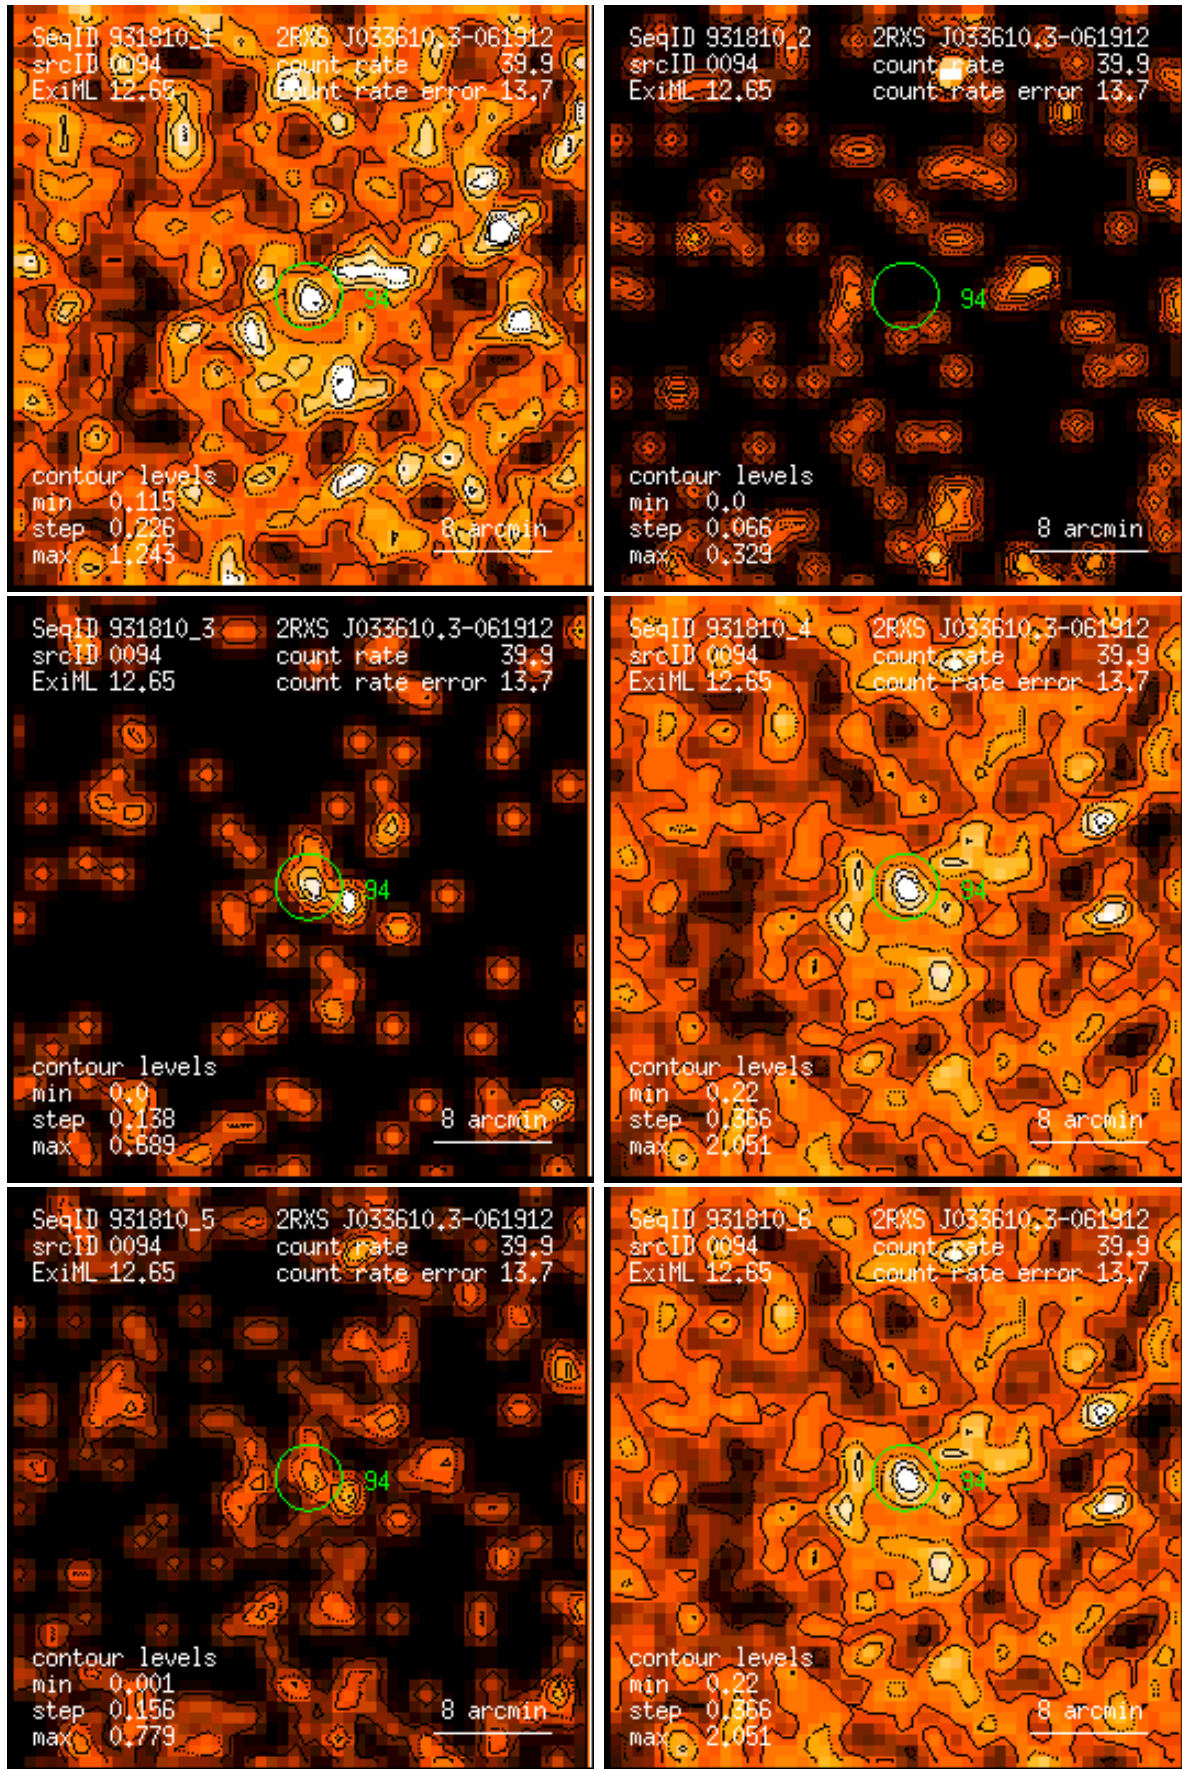 SeqID 931810_1 2RXS J033610.3-061912
srcID 0094 count rate 39.9
ExiML 12.65 count rate error 13.7
94
contour levels
min 0.115
step 0.226 8 arcmin
max 1.243
SeqID 931810_2 2RXS J033610.3-061912
srcID 0094 count rate 39.9
ExiML 12.65 count rate error 13.7
94
contour levels
min 0.0
step 0.066 8 arcmin
max 0.329
SeqID 931810_3 2RXS J033610.3-061912
srcID 0094 count rate 39.9
ExiML 12.65 count rate error 13.7
94
contour levels
min 0.0
step 0.138 8 arcmin
max 0.689
SeqID 931810_4 2RXS J033610.3-061912
srcID 0094 count rate 39.9
ExiML 12.65 count rate error 13.7
94
contour levels
min 0.22
step 0.366 8 arcmin
max 2.051
SeqID 931810_5 2RXS J033610.3-061912
srcID 0094 count rate 39.9
ExiML 12.65 count rate error 13.7
94
contour levels
min 0.001
step 0.156 8 arcmin
max 0.779
SeqID 931810_6 2RXS J033610.3-061912
srcID 0094 count rate 39.9
ExiML 12.65 count rate error 13.7
94
contour levels
min 0.22
step 0.366 8 arcmin
max 2.051